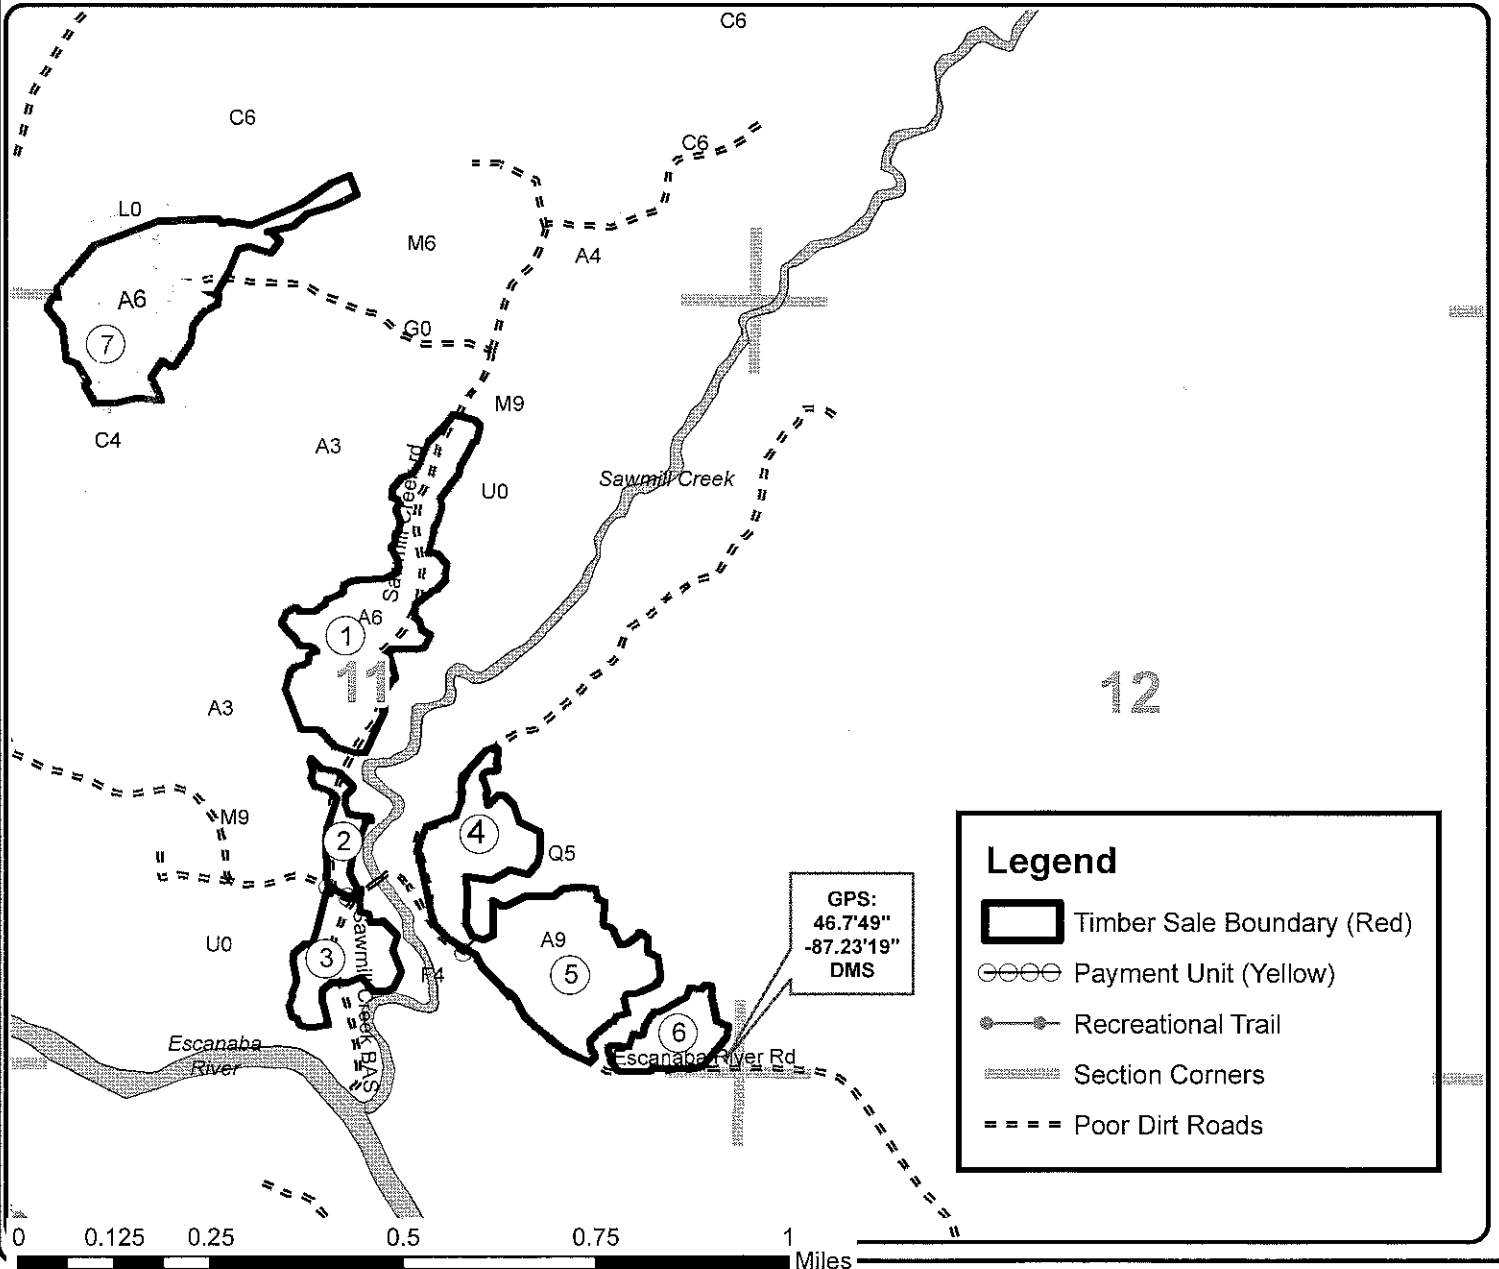 C6
C6
C6
L0
M6
A4
A6
G0
7
M9
C4
A3
Sawmill Creek rd
U0
Sawmill Creek
A6
1
11
12
A3
M9
2
4
Q5
U0
3
Sawmill Creek BAS
F4
A9
5
6
GPS:
46.7'49"
-87.23'19"
DMS
Escanaba
River
Escanaba River Rd
Legend
Timber Sale Boundary (Red)
Payment Unit (Yellow)
Recreational Trail
Section Corners
Poor Dirt Roads
0 0.125 0.25 0.5 0.75 1
Miles